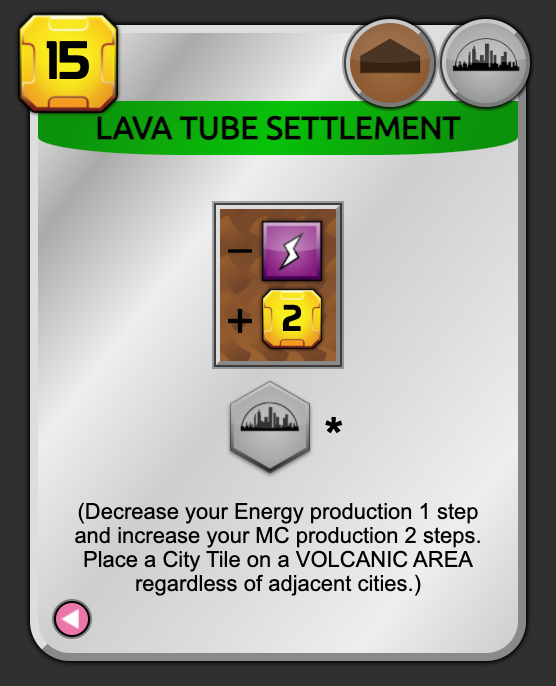 15
LAVA TUBE SETTLEMENT
−
+ 2
*
(Decrease your Energy production 1 step
and increase your MC production 2 steps.
Place a City Tile on a VOLCANIC AREA
regardless of adjacent cities.)